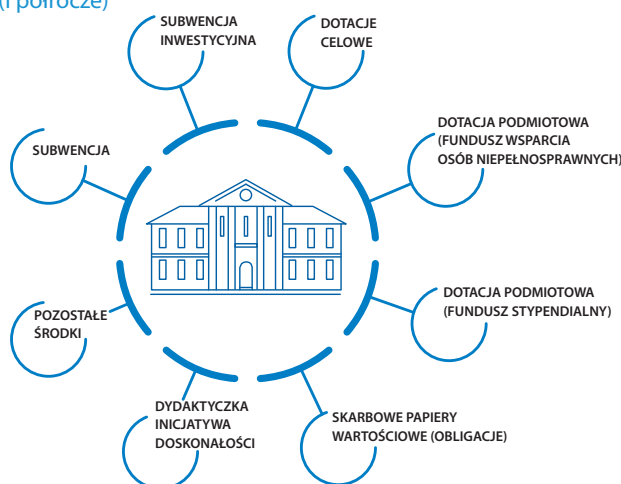 (I półrocze)
SUBWENCJA
INWESTYCYJNA
DOTACJE
CELOWE
DOTACJA PODMIOTOWA
(FUNDUSZ WSPARCIA
OSÓB NIEPEŁNOSPRAWNYCH)
SUBWENCJA
DOTACJA PODMIOTOWA
(FUNDUSZ STYPENDIALNY)
POZOSTAŁE
ŚRODKI
DYDAKTYCZKA
INICJATYWA
DOSKONAŁOŚCI
SKARBOWE PAPIERY
WARTOŚCIOWE (OBLIGACJE)